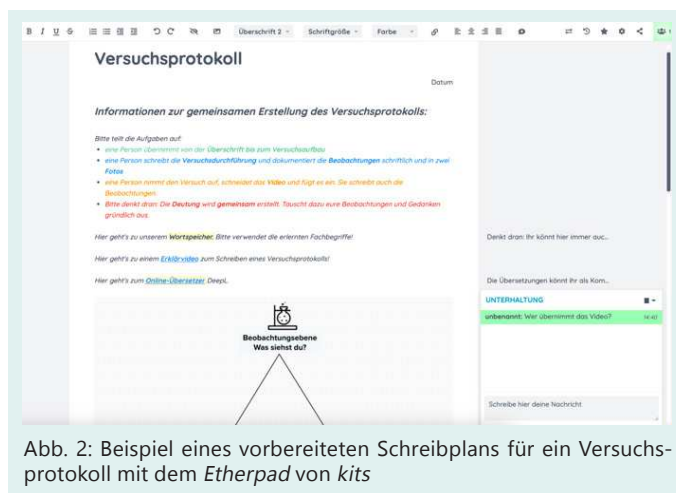 B I U S Überschrift 2 Schriftgröße Farbe
Versuchsprotokoll
Datum
Informationen zur gemeinsamen Erstellung des Versuchsprotokolls:
Bitte teilt die Aufgaben auf:
• eine Person übernimmt von der Überschrift bis zum Versuchsaufbau
• eine Person schreibt die Versuchsdurchführung und dokumentiert die Beobachtungen schriftlich und in zwei
Fotos
• eine Person nimmt den Versuch auf, schneidet das Video und fügt es ein. Sie schreibt auch die
Beobachtungen.
• Bitte denkt dran: Die Deutung wird gemeinsam erstellt. Tauscht dazu eure Beobachtungen und Gedanken
gründlich aus.
Hier geht's zu unserem Wortspeicher. Bitte verwendet die erlernten Fachbegriffe!
Denkt dran: Ihr könnt hier immer auc...
Hier geht's zu einem Erklärvideo zum Schreiben eines Versuchsprotokolls!
Hier geht's zum Online-Übersetzer DeepL.
Die Übersetzungen könnt ihr als Kom...
UNTERHALTUNG
unbenannt: Wer übernimmt das Video?
Beobachtungsebene
Was siehst du?
Schreibe hier deine Nachricht
Abb. 2: Beispiel eines vorbereiteten Schreibplans für ein Versuchs-
protokoll mit dem Etherpad von kits